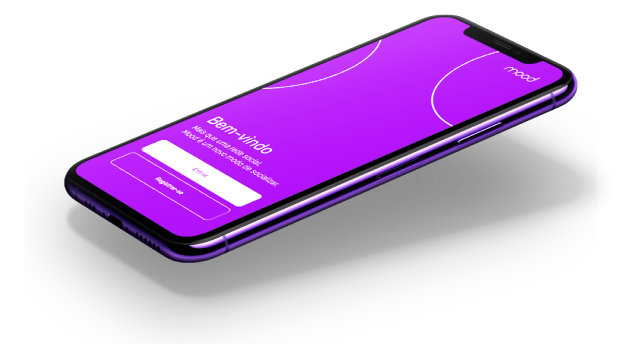 mood
Bem-vindo
Mais que uma rede social,
Mood é um novo modo de socializar.
Entrar
Registrar-se